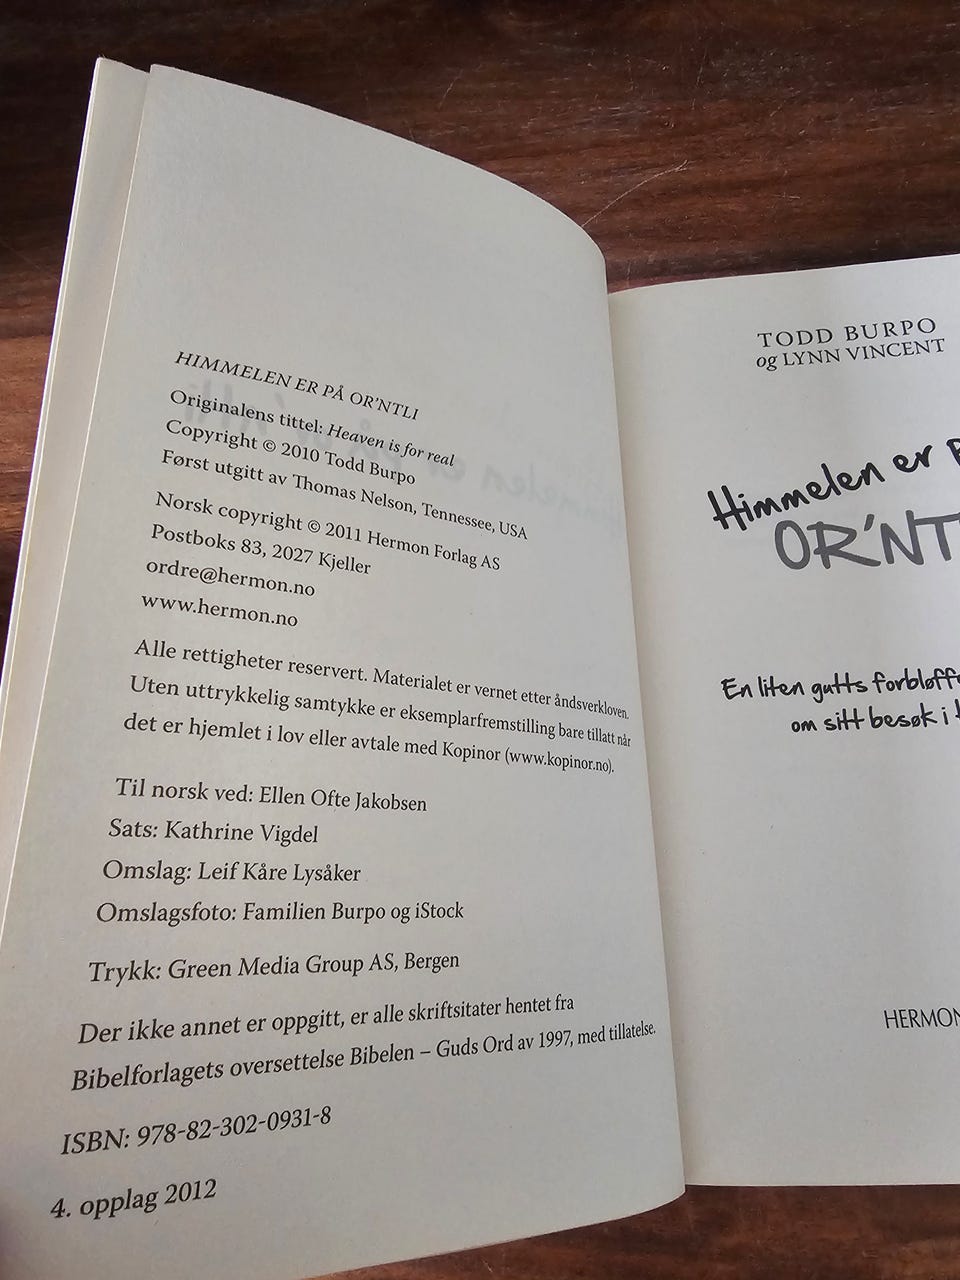 HIMMELEN ER PÅ OR'NTLI
Originalens tittel: Heaven is for real
Copyright © 2010 Todd Burpo
Først utgitt av Thomas Nelson, Tennessee, USA
Norsk copyright © 2011 Hermon Forlag AS
Postboks 83, 2027 Kjeller
ordre@hermon.no
www.hermon.no
Alle rettigheter reservert. Materialet er vernet etter åndsverkloven.
Uten uttrykkelig samtykke er eksemplarfremstilling bare tillatt når
det er hjemlet i lov eller avtale med Kopinor (www.kopinor.no).
Til norsk ved: Ellen Ofte Jakobsen
Sats: Kathrine Vigdel
Omslag: Leif Kåre Lysåker
Omslagsfoto: Familien Burpo og iStock
Trykk: Green Media Group AS, Bergen
Der ikke annet er oppgitt, er alle skriftsitater hentet fra
Bibelforlagets oversettelse Bibelen – Guds Ord av 1997, med tillatelse.
ISBN: 978-82-302-0931-8
4. opplag 2012
TODD BURPO
og LYNN VINCENT
Himmelen er
OR'NT
En liten gutts forbløff
om sitt besøk i
HERMON